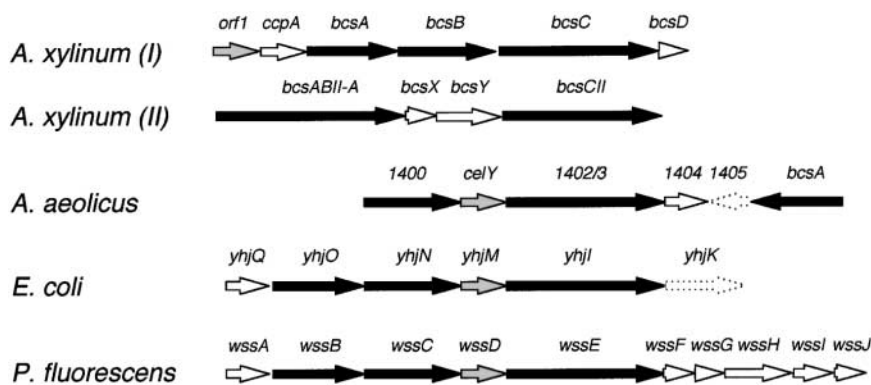 orf1 ccpA bcsA bcsB bcsC bcsD
A. xylinum (I)
bcsABII-A bcsX bcsY bcsCII
A. xylinum (II)
1400 celY 1402/3 1404 1405 bcsA
A. aeolicus
yhjQ yhjO yhjN yhjM yhjI yhjK
E. coli
wssA wssB wssC wssD wssE wssF wssG wssH wssI wssJ
P. fluorescens